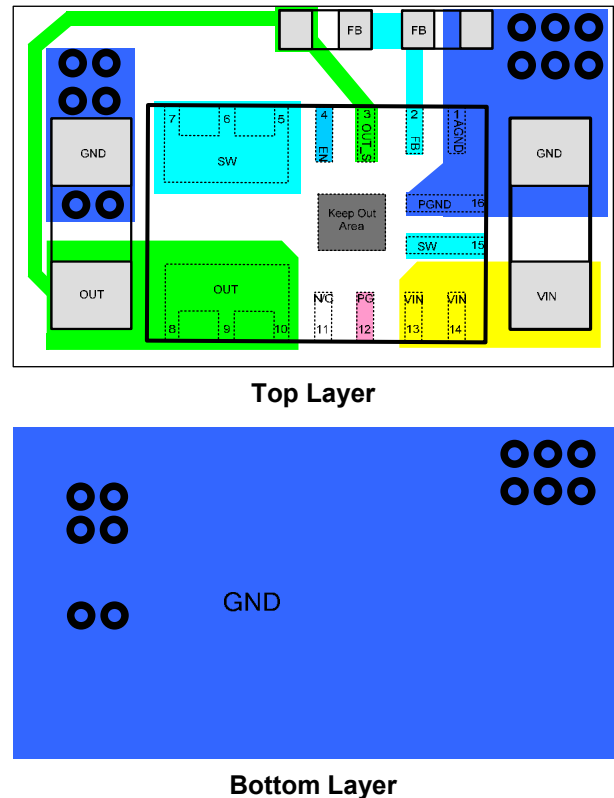 FB
FB
7
6
5
4
3
2
1
EN
OUT_S
FB
AGND
GND
SW
GND
Keep Out
Area
PGND 16
SW 15
OUT
OUT
N/C
PG
VIN
VIN
VIN
8
9
10
11
12
13
14
Top Layer
GND
Bottom Layer